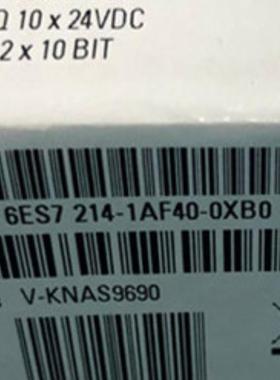 Q 10 x 24VDC
2 x 10 BIT
6ES7 214-1AF40-0XB0
V-KNAS9690